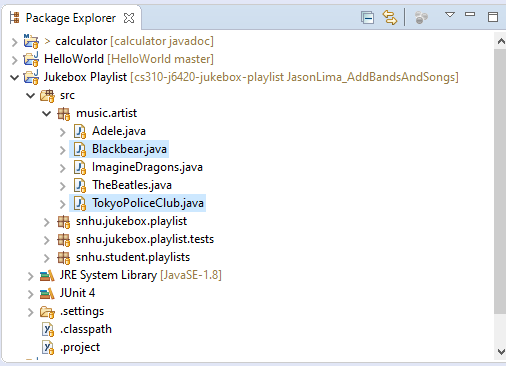 Package Explorer
> calculator [calculator javadoc]
HelloWorld [HelloWorld master]
Jukebox Playlist [cs310-j6420-jukebox-playlist JasonLima_AddBandsAndSongs]
src
music.artist
Adele.java
Blackbear.java
ImagineDragons.java
TheBeatles.java
TokyoPoliceClub.java
snhu.jukebox.playlist
snhu.jukebox.playlist.tests
snhu.student.playlists
JRE System Library [JavaSE-1.8]
JUnit 4
.settings
.classpath
.project